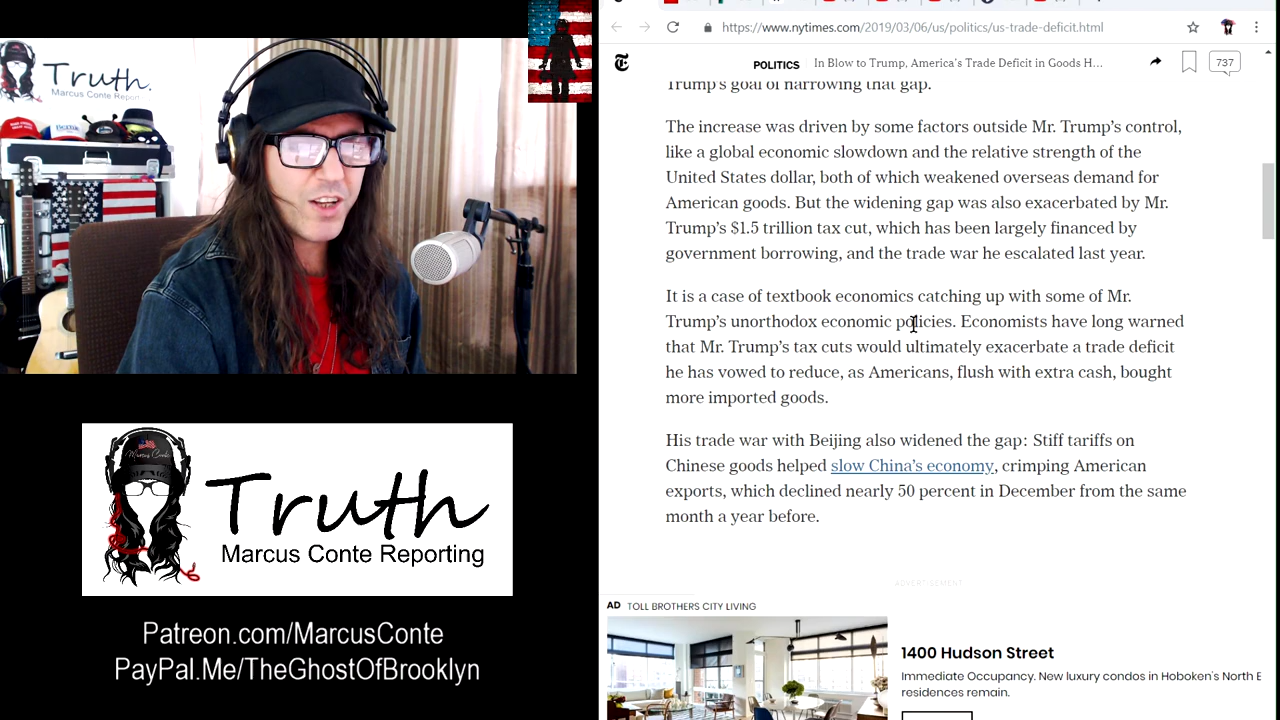 Truth.
Marcus Conte Report
https://www.nytimes.com/2019/03/06/us/politics/us-trade-deficit.html
POLITICS In Blow to Trump, America's Trade Deficit in Goods H...
737
Trump's goal of narrowing that gap.
The increase was driven by some factors outside Mr. Trump's control,
like a global economic slowdown and the relative strength of the
United States dollar, both of which weakened overseas demand for
American goods. But the widening gap was also exacerbated by Mr.
Trump's $1.5 trillion tax cut, which has been largely financed by
government borrowing, and the trade war he escalated last year.
It is a case of textbook economics catching up with some of Mr.
Trump's unorthodox economic policies. Economists have long warned
that Mr. Trump's tax cuts would ultimately exacerbate a trade deficit
he has vowed to reduce, as Americans, flush with extra cash, bought
more imported goods.
His trade war with Beijing also widened the gap: Stiff tariffs on
Chinese goods helped slow China's economy, crimping American
exports, which declined nearly 50 percent in December from the same
month a year before.
ADVERTISEMENT
AD TOLL BROTHERS CITY LIVING
1400 Hudson Street
Immediate Occupancy. New luxury condos in Hoboken's North E
residences remain.
Marcus Conte
Truth
Marcus Conte Reporting
Patreon.com/MarcusConte
PayPal.Me/TheGhostOfBrooklyn